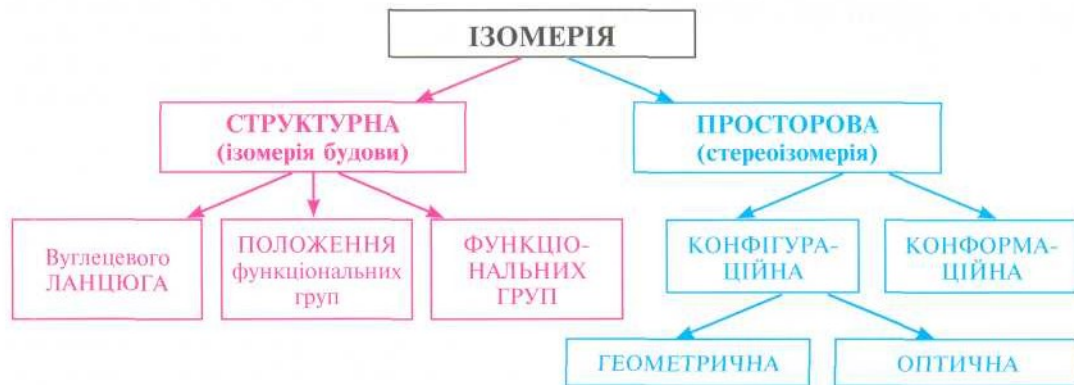 ІЗОМЕРІЯ
СТРУКТУРНА
(ізомерія будови)
ПРОСТОРОВА
(стереоізомерія)
Вуглецевого
ЛАНЦЮГА
ПОЛОЖЕННЯ
функціональних
груп
ФУНКЦІО-
НАЛЬНИХ
ГРУП
КОНФІГУРА-
ЦІЙНА
КОНФОРМА-
ЦІЙНА
ГЕОМЕТРИЧНА
ОПТИЧНА